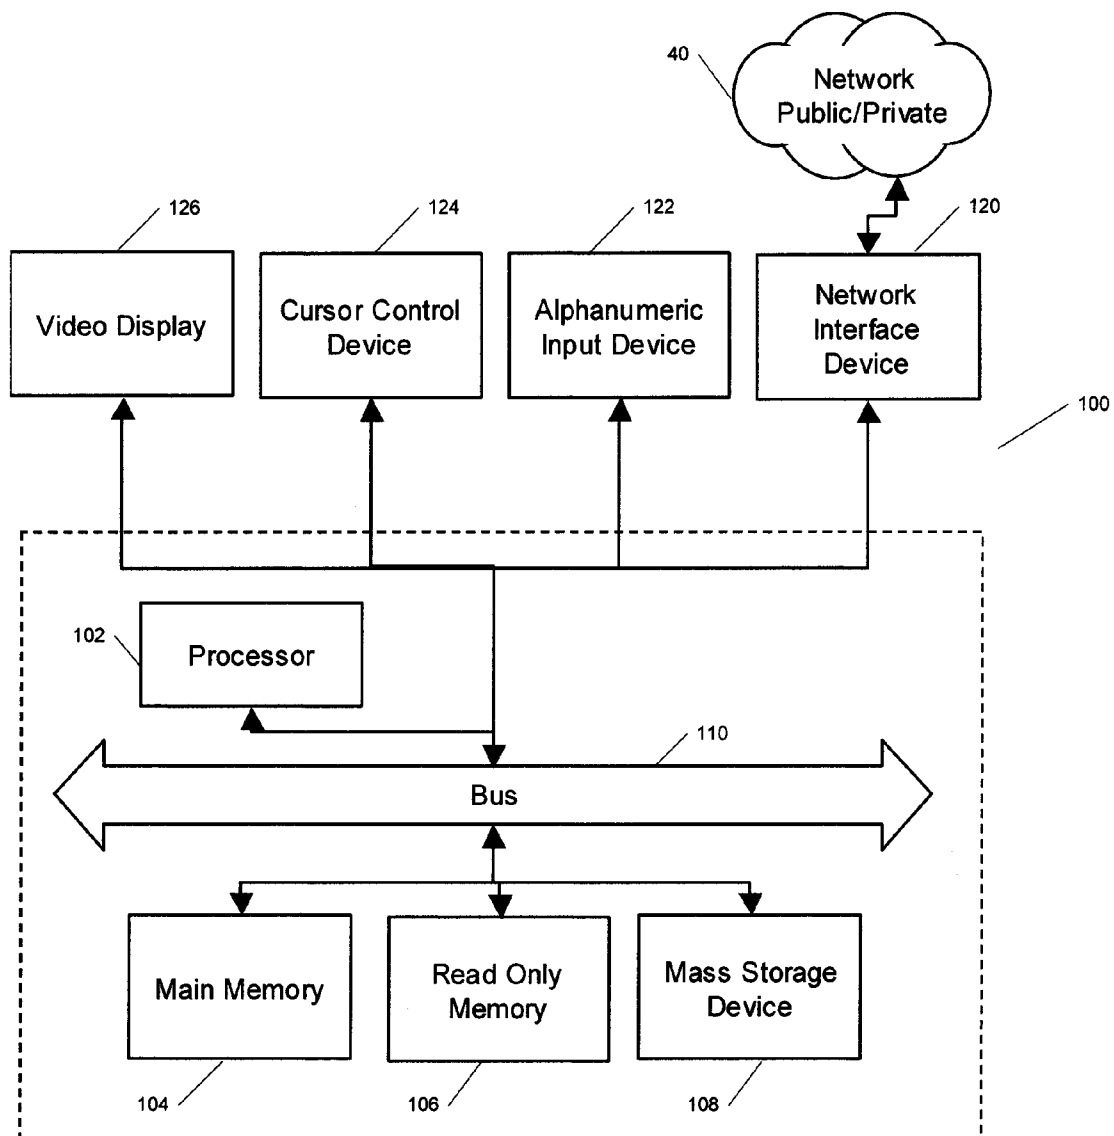 40
Network
Public/Private
126
124
122
120
Video Display
Cursor Control
Device
Alphanumeric
Input Device
Network
Interface
Device
100
102
Processor
110
Bus
Main Memory
Read Only
Memory
Mass Storage
Device
104
106
108